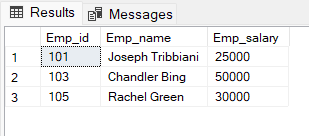 Results Messages
Emp_id Emp_name Emp_salary
1 101 Joseph Tribbiani 25000
2 103 Chandler Bing 50000
3 105 Rachel Green 30000